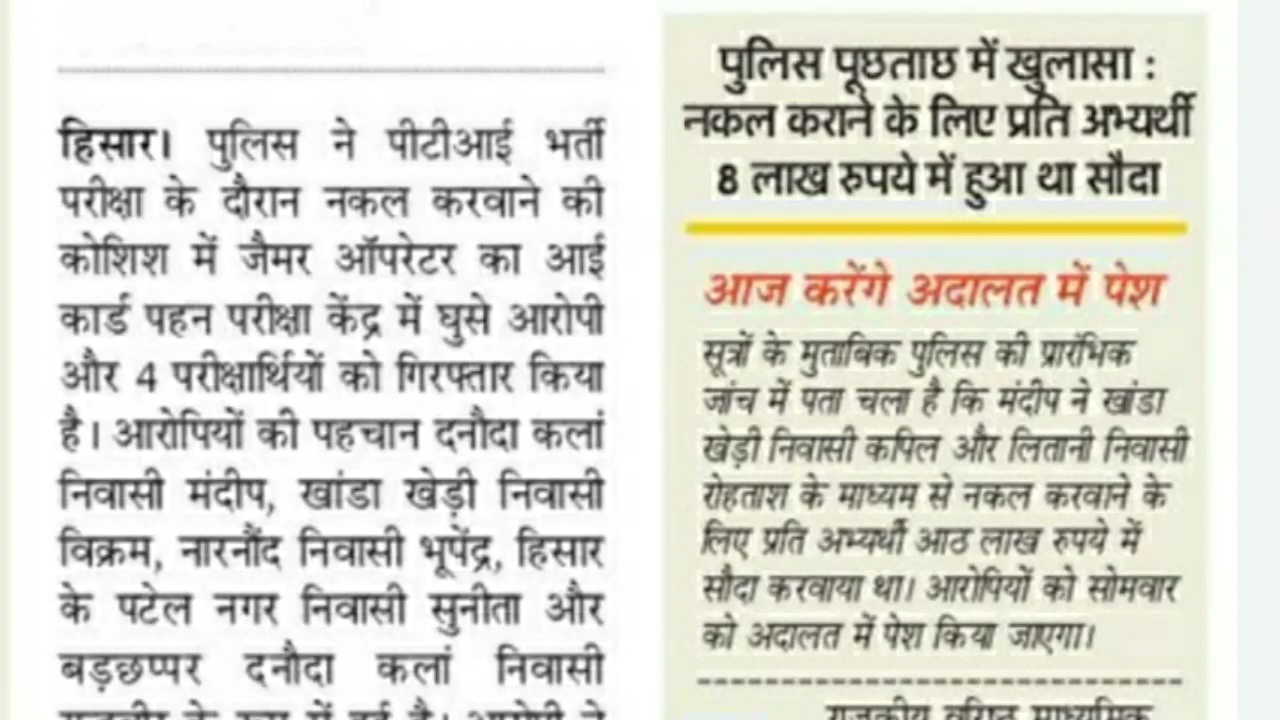 हिसार। पुलिस ने पीटीआई भर्ती
परीक्षा के दौरान नकल करवाने की
कोशिश में जैमर ऑपरेटर का आई
कार्ड पहन परीक्षा केंद्र में घुसे आरोपी
और 4 परीक्षार्थियों को गिरफ्तार किया
है। आरोपियों की पहचान दनौदा कलां
निवासी मंदीप, खांडा खेड़ी निवासी
विक्रम, नारनौंद निवासी भूपेंद्र, हिसार
के पटेल नगर निवासी सुनीता और
बड़छप्पर दनौदा कलां निवासी
पुलिस पूछताछ में खुलासा :
नकल कराने के लिए प्रति अभ्यर्थी
8 लाख रुपये में हुआ था सौदा
आज करेंगे अदालत में पेश
सूत्रों के मुताबिक पुलिस की प्रारंभिक
जांच में पता चला है कि मंदीप ने खांडा
खेड़ी निवासी कपिल और लितानी निवासी
रोहताश के माध्यम से नकल करवाने के
लिए प्रति अभ्यर्थी आठ लाख रुपये में
सौदा करवाया था। आरोपियों को सोमवार
को अदालत में पेश किया जाएगा।
राजकीय वरिष्ठ माध्यमिक